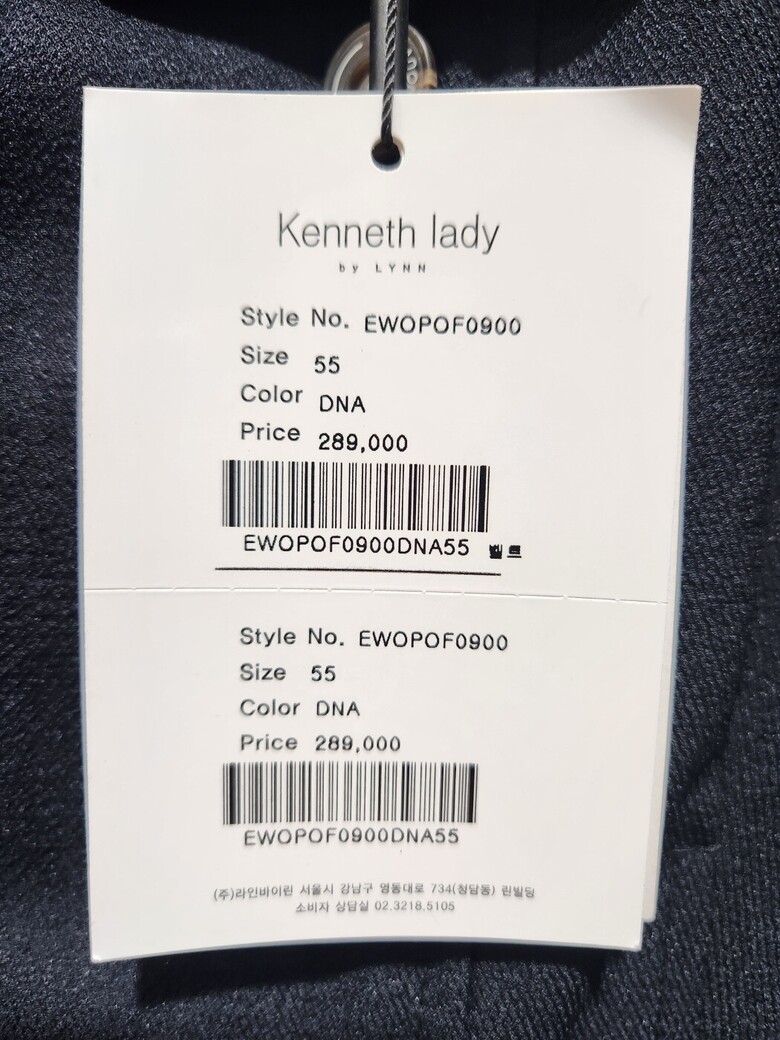 Kenneth lady
by LYNN
Style No. EWOPOF0900
Size 55
Color DNA
Price 289,000
EWOPOF0900DNA55 벨트
Style No. EWOPOF0900
Size 55
Color DNA
Price 289,000
EWOPOF0900DNA55
(주)라인바이린 서울시 강남구 영동대로 734(청담동) 린빌딩
소비자 상담실 02.3218.5105